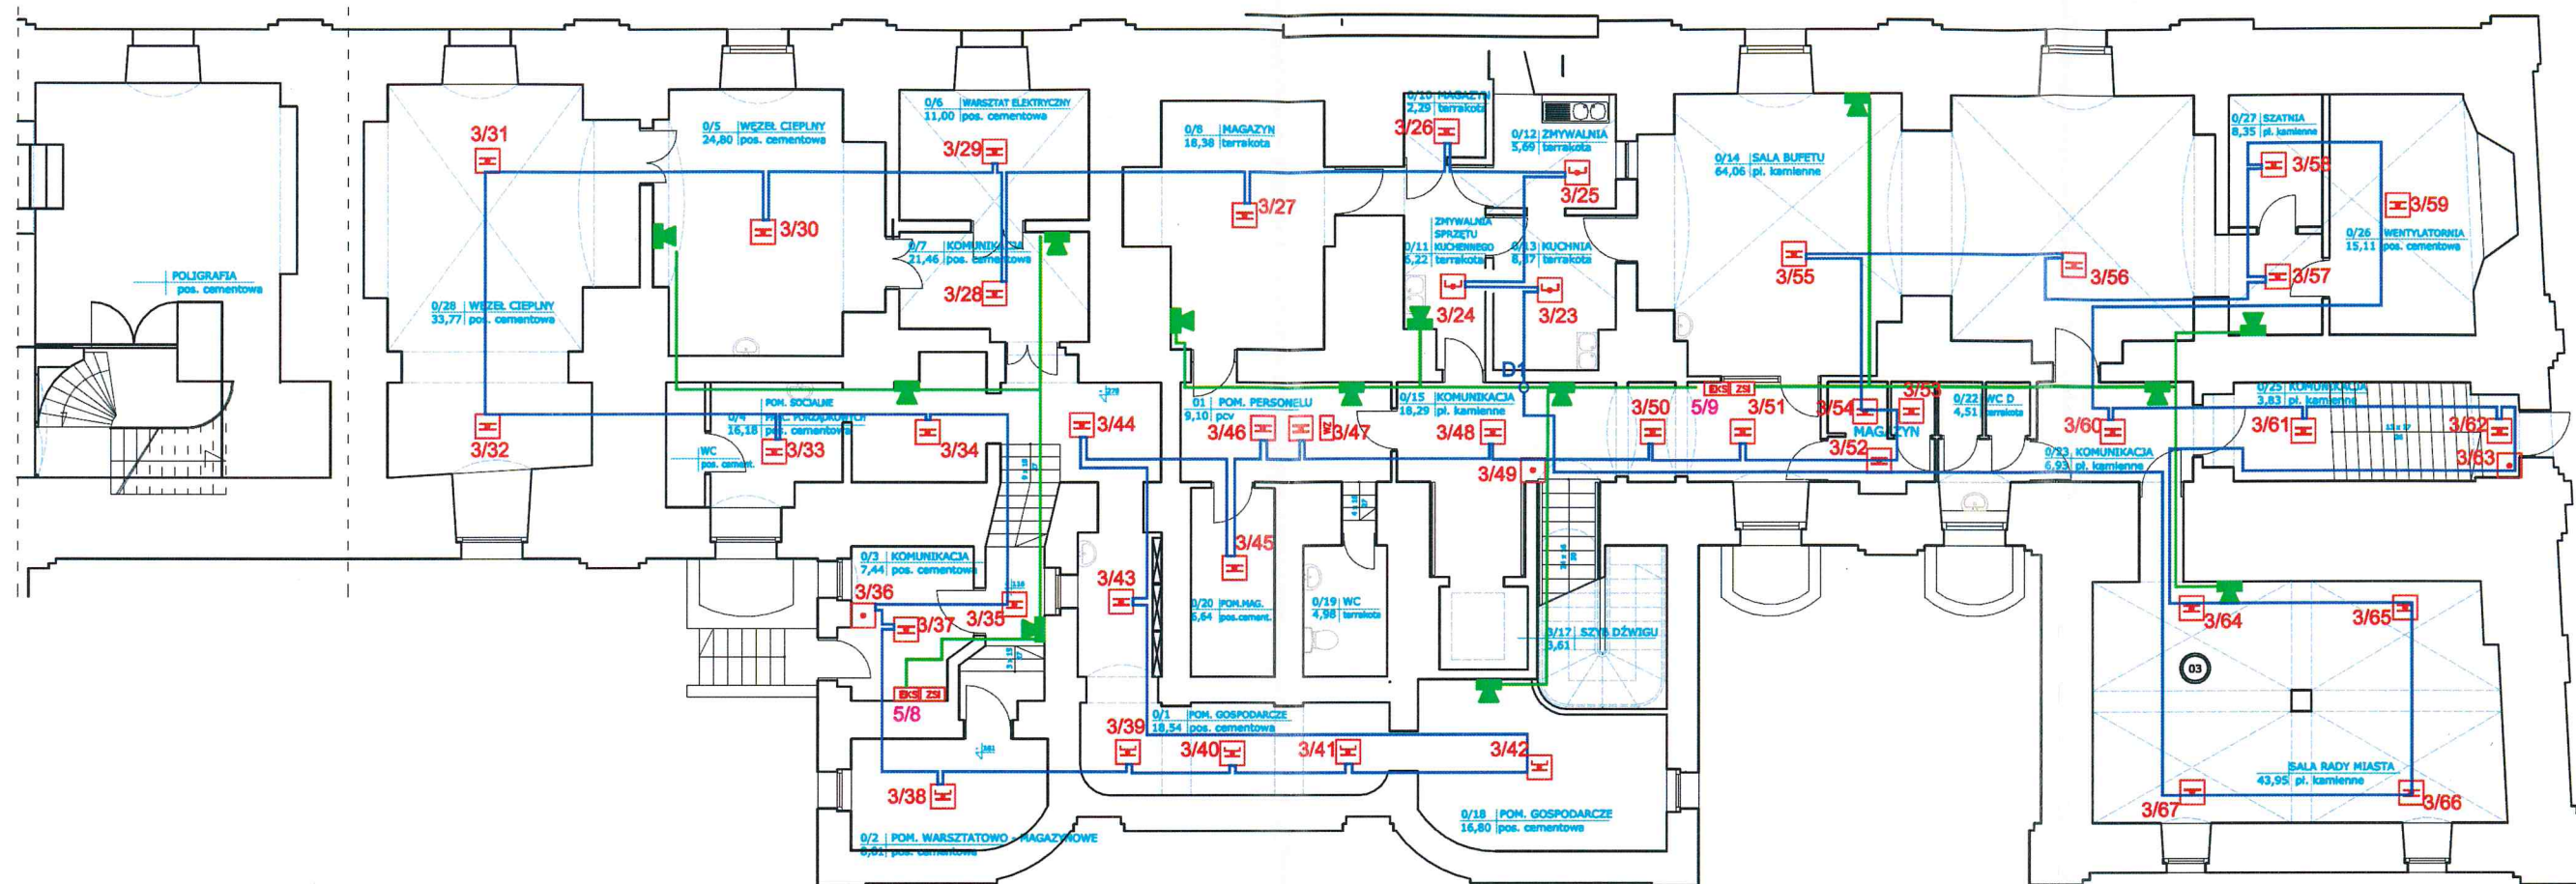 POLIGRAFIA
pos. cementowa
3/31
0/28 WĘZEŁ CIEPLNY
33,77 pos. cementowa
3/32
0/5 WĘZEŁ CIEPLNY
24,80 pos. cementowa
3/30
0/6 WARSZTAT ELEKTRYCZNY
11,00 pos. cementowa
3/29
0/7 KOMUNIKACJA
21,46 pos. cementowa
3/28
0/8 MAGAZYN
18,38 terrakota
3/27
0/10 MAGAZYN
2,29 terrakota
3/26
0/12 ZMYWALNIA
5,69 terrakota
3/25
ZMYWALNIA
SPRZĘTU
0/11 KUCHENNEGO
6,22 terrakota
3/24
0/13 KUCHNIA
8,37 terrakota
3/23
D1
0/14 SALA BUFETU
64,06 pł. kamienne
3/55
3/56
0/27 SZATNIA
8,35 pł. kamienne
3/58
3/57
3/59
0/26 WENTYLATORNIA
15,11 pos. cementowa
POM. SOCJALNE
0/4 PRAC. PORZĄDKOWYCH
16,18 pos. cementowa
WC
pos. cement.
3/33
3/34
3/44
01 POM. PERSONELU
9,10 pcv
3/46
WZ
3/47
0/15 KOMUNIKACJA
18,29 pł. kamienne
3/48
3/49
EKS ZSI
5/9
3/50
3/51
3/54
3/53
MAGAZYN
3/52
0/22 WC D
4,51 terrakota
3/60
0/23 KOMUNIKACJA
6,93 pł. kamienne
0/25 KOMUNIKACJA
3,83 pł. kamienne
3/61
3/62
3/63
0/3 KOMUNIKACJA
7,44 pos. cementowa
3/36
3/37
3/35
EKS ZSI
5/8
3/43
3/45
0/20 POM.MAG.
6,64 pos.cement.
0/19 WC
4,98 terrakota
0/17 SZYB DŹWIGU
3,61
3/64
3/65
03
SALA RADY MIASTA
43,95 pł. kamienne
3/67
3/66
0/1 POM. GOSPODARCZE
18,54 pos. cementowa
3/39
3/40
3/41
3/42
3/38
0/2 POM. WARSZTATOWO - MAGAZYNOWE
pos. cementowa
0/18 POM. GOSPODARCZE
16,80 pos. cementowa